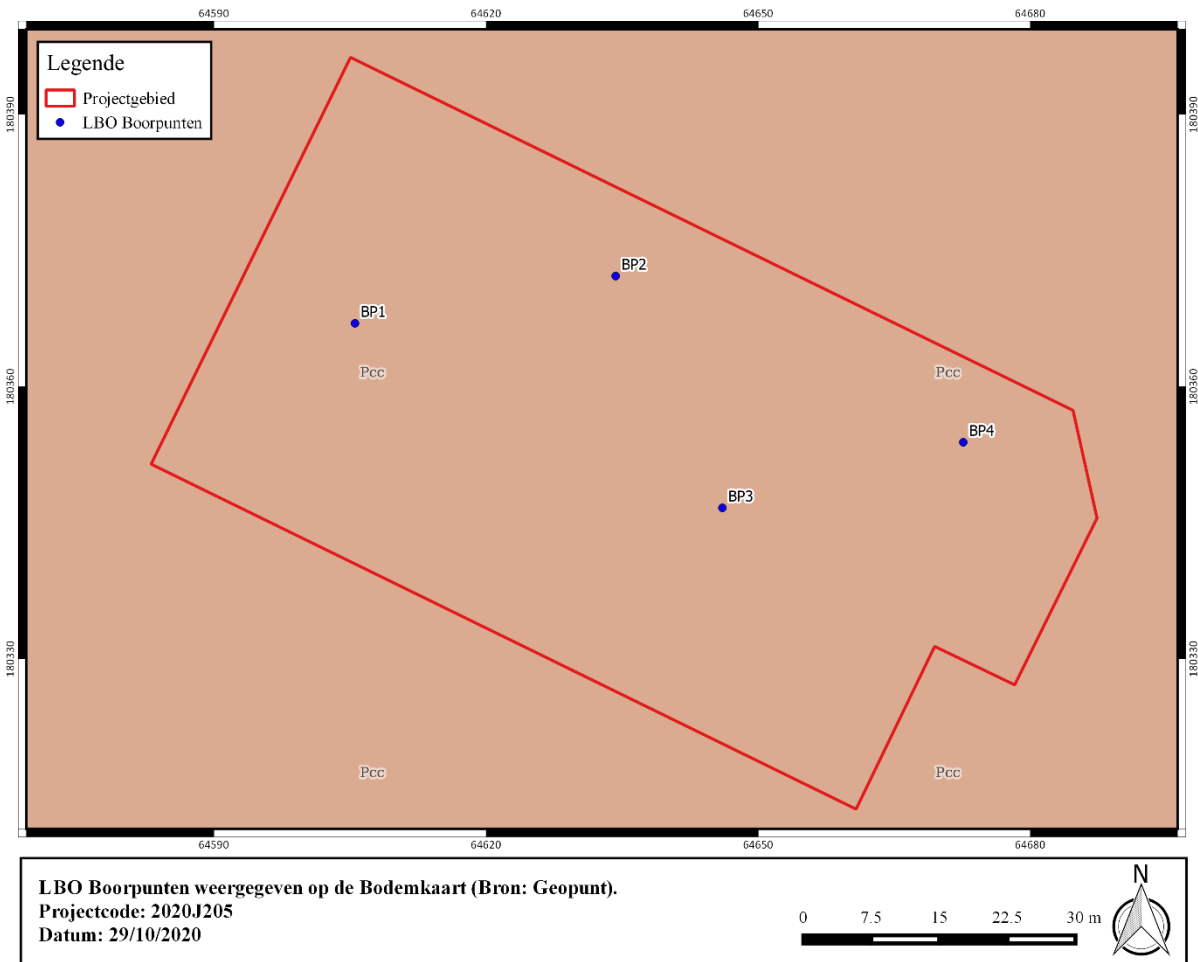 64590 64620 64650 64680
Legende
Projectgebied
LBO Boorpunten
180390 180390
BP2
BP1
Pcc Pcc
180360 180360
BP4
BP3
180330 180330
Pcc Pcc
64590 64620 64650 64680
LBO Boorpunten weergegeven op de Bodemkaart (Bron: Geopunt).
Projectcode: 2020J205
Datum: 29/10/2020
0 7.5 15 22.5 30 m
N